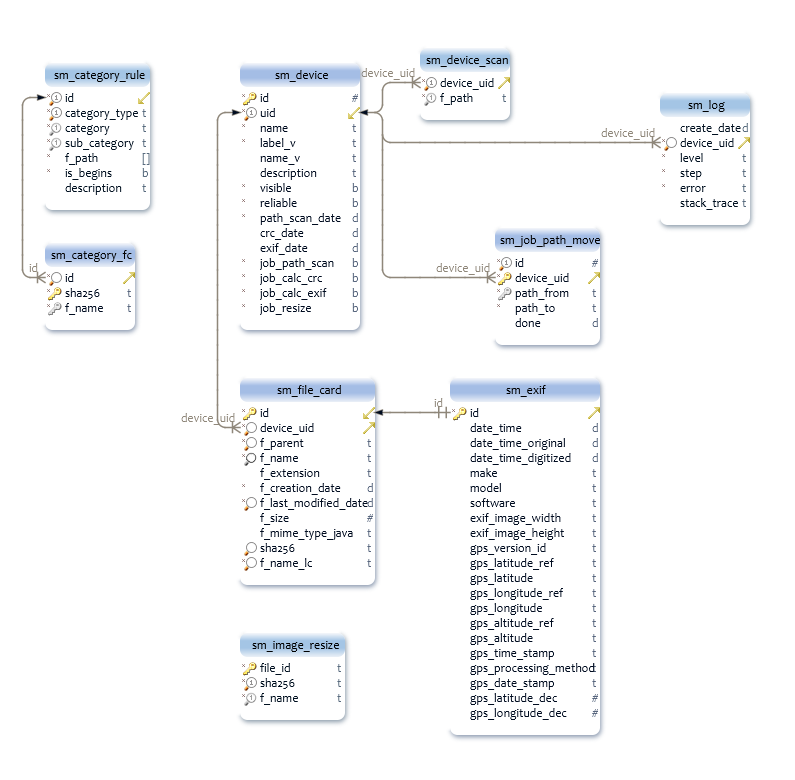 sm_category_rule
id
category_type t
category t
sub_category t
f_path []
is_begins b
description t
id
sm_category_fc
id
sha256 t
f_name t
sm_device
id #
uid
name t
label_v t
name_v t
description t
visible b
reliable b
path_scan_date d
crc_date d
exif_date d
job_path_scan b
job_calc_crc b
job_calc_exif b
job_resize b
device_uid
sm_device_scan
device_uid
f_path t
device_uid
sm_log
create_date d
device_uid
level t
step t
error t
stack_trace t
device_uid
sm_job_path_move
id #
device_uid
path_from t
path_to t
done d
device_uid
sm_file_card
id
device_uid
f_parent t
f_name t
f_extension t
f_creation_date d
f_last_modified_date d
f_size #
f_mime_type_java t
sha256 t
f_name_lc t
id
sm_exif
id
date_time d
date_time_original d
date_time_digitized d
make t
model t
software t
exif_image_width t
exif_image_height t
gps_version_id t
gps_latitude_ref t
gps_latitude t
gps_longitude_ref t
gps_longitude t
gps_altitude_ref t
gps_altitude t
gps_time_stamp t
gps_processing_method t
gps_date_stamp t
gps_latitude_dec #
gps_longitude_dec #
sm_image_resize
file_id t
sha256 t
f_name t